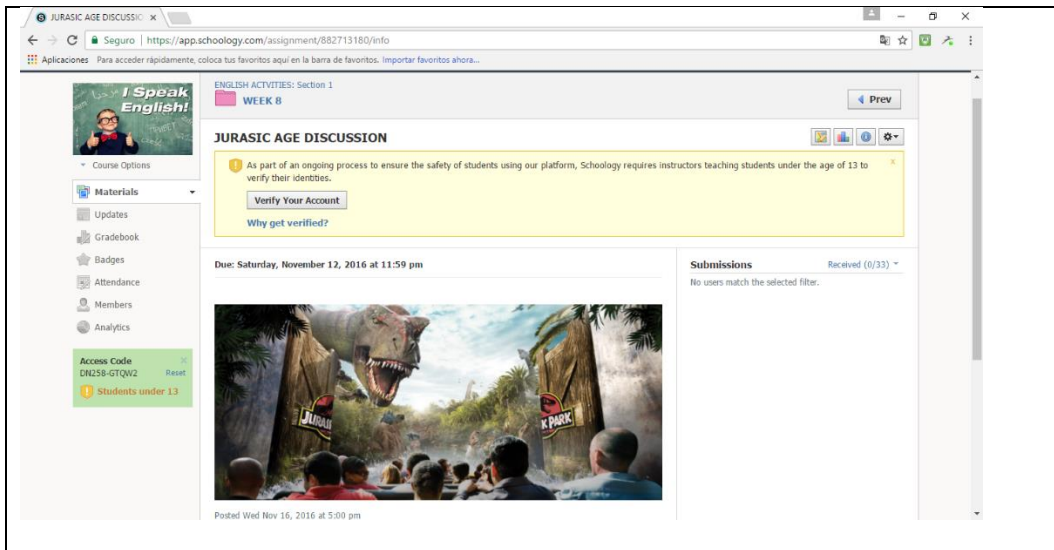 JURASIC AGE DISCUSSIO
Seguro | https://app.schoology.com/assignment/882713180/info
Aplicaciones Para acceder rápidamente, coloca tus favoritos aquí en la barra de favoritos. Importar favoritos ahora...
I Speak
English!
Course Options
Materials
Updates
Gradebook
Badges
Attendance
Members
Analytics
Access Code
DN258-GTQW2 Reset
Students under 13
ENGLISH ACTVITIES: Section 1
WEEK 8
Prev
JURASIC AGE DISCUSSION
As part of an ongoing process to ensure the safety of students using our platform, Schoology requires instructors teaching students under the age of 13 to
verify their identities.
Verify Your Account
Why get verified?
Due: Saturday, November 12, 2016 at 11:59 pm
JURAS
K PARK
Posted Wed Nov 16, 2016 at 5:00 pm
Submissions Received (0/33)
No users match the selected filter.